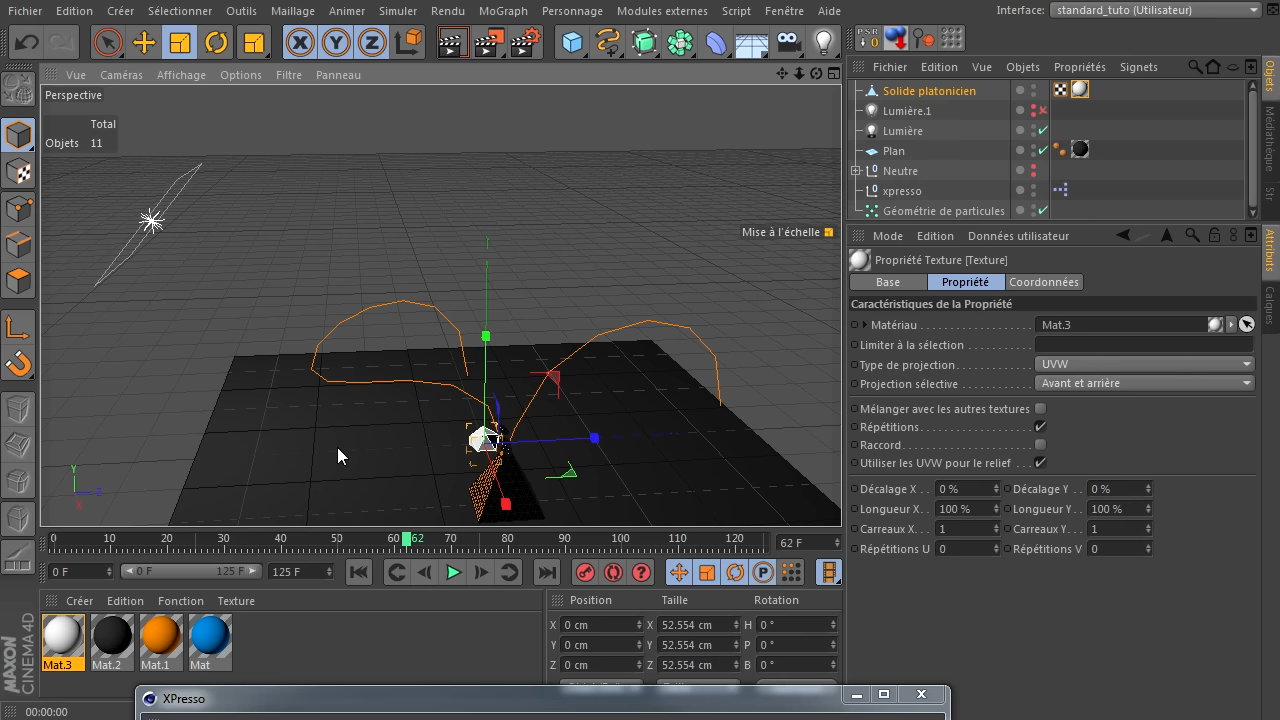 Fichier Edition Créer Sélectionner Outils Maillage Animer Simuler Rendu MoGraph Personnage Modules externes Script Fenêtre Aide Interface: standard_tuto (Utilisateur)
X Y Z PSR 0
Vue Caméras Affichage Options Filtre Panneau
Fichier Edition Vue Objets Propriétés Signets
Perspective
Total
Objets 11
Mise à l'échelle
Y Z X
Solide platonicien
Lumière.1
Lumière
Plan
Neutre
xpresso
Géométrie de particules
Objets
Médiathèque
Str
Mode Edition Données utilisateur
Attributs
Calques
Propriété Texture [Texture]
Base Propriété Coordonnées
Caractéristiques de la Propriété
Matériau Mat.3
Limiter à la sélection
Type de projection UVW
Projection sélective Avant et arrière
Mélanger avec les autres textures
Répétitions
Raccord
Utiliser les UVW pour le relief
Décalage X 0 % Décalage Y 0 %
Longueur X 100 % Longueur Y 100 %
Carreaux X 1 Carreaux Y 1
Répétitions U 0 Répétitions V 0
0 10 20 30 40 50 60 62 70 80 90 100 110 120 62 F
0 F 0 F 125 F 125 F P
Créer Edition Fonction Texture
Mat.3 Mat.2 Mat.1 Mat
Position Taille Rotation
X 0 cm X 52.554 cm H 0 °
Y 0 cm Y 52.554 cm P 0 °
Z 0 cm Z 52.554 cm B 0 °
MAXON CINEMA 4D
XPresso
00:00:00